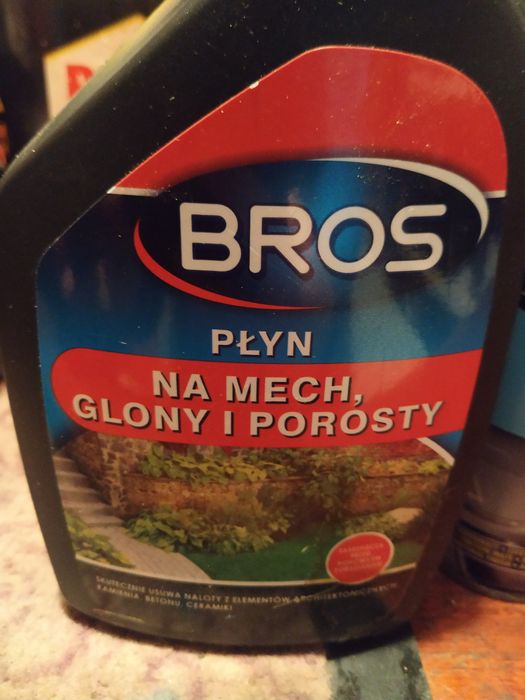 BROS
PŁYN
NA MECH,
GLONY I POROSTY
SKUTECZNIE USUWA NALOTY Z ELEMENTÓW ARCHITEKTONICZNYCH:
KAMIENIA, BETONU, CERAMIKI